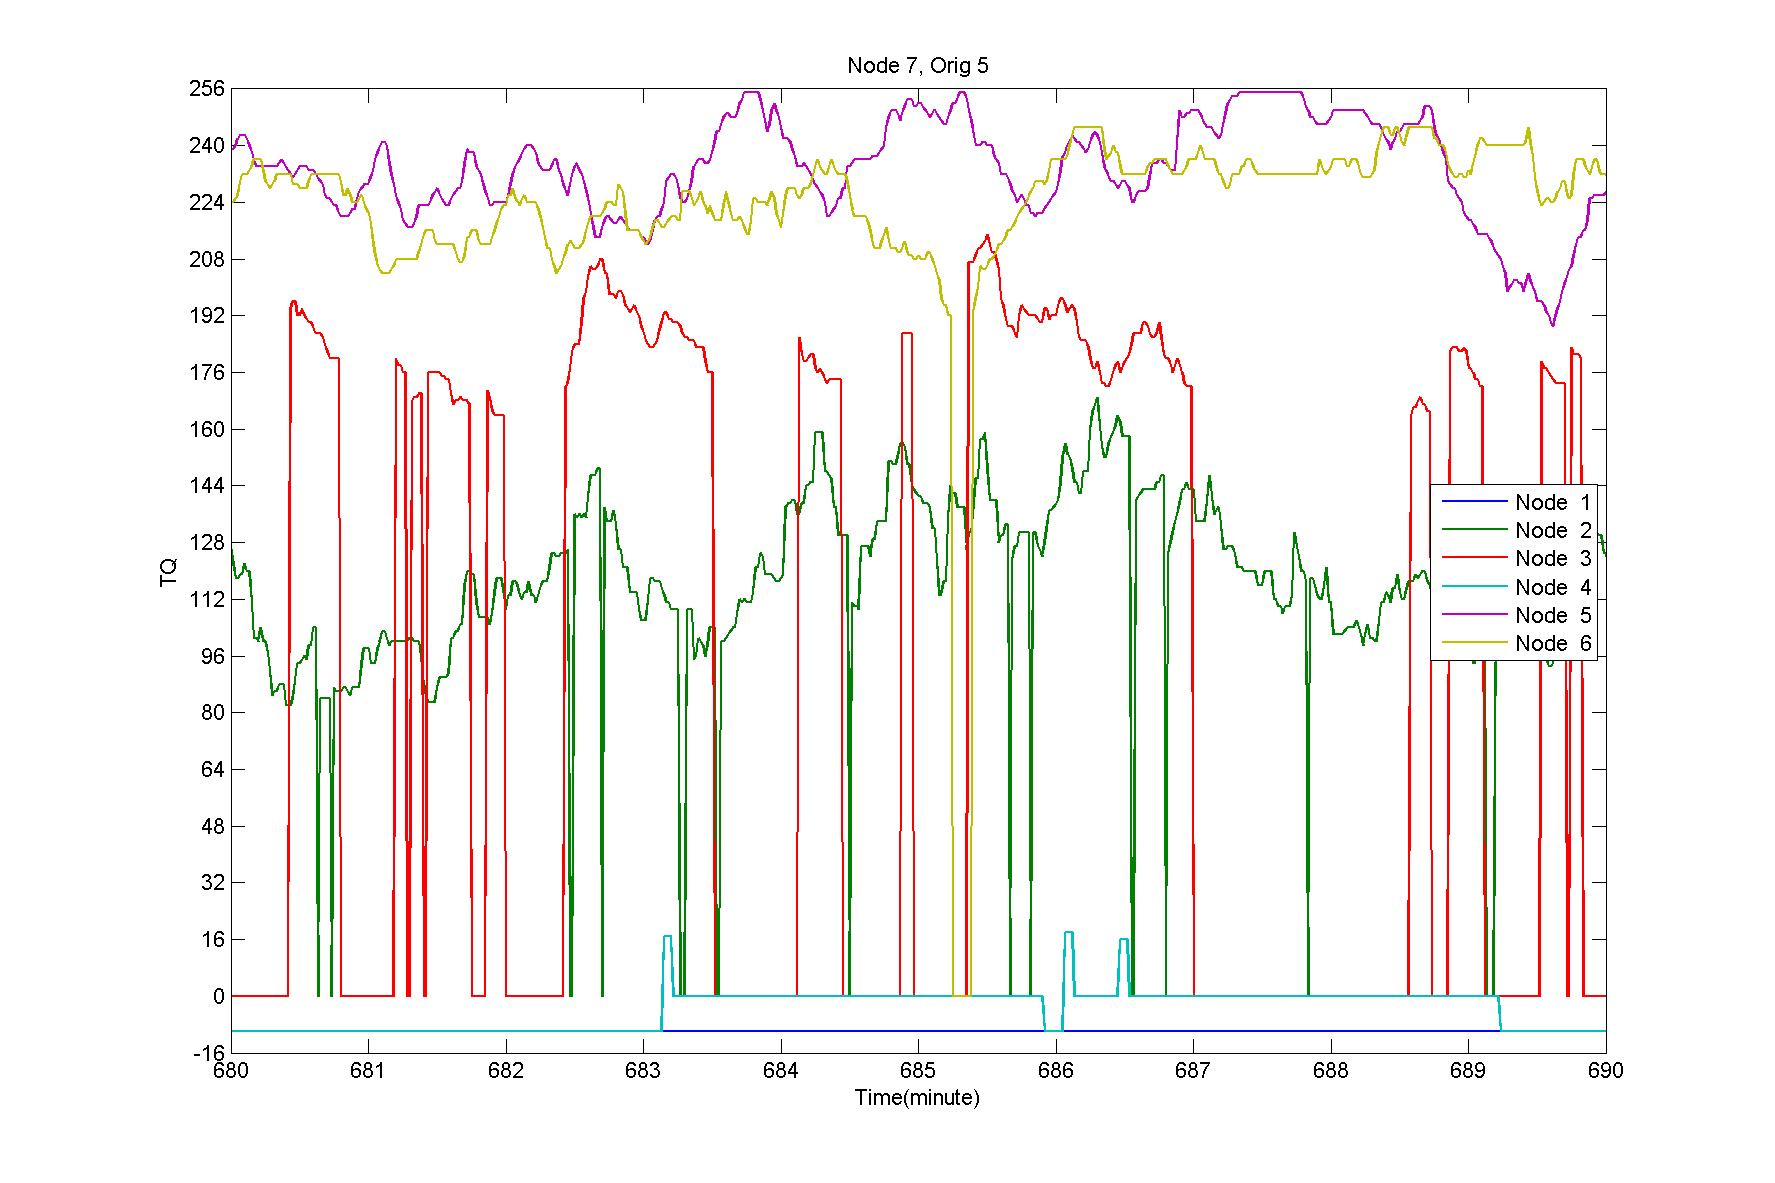 Node 7, Orig 5
256
240
224
208
192
176
160
144
128
112
96
80
64
48
32
16
0
-16
TQ
Node 1
Node 2
Node 3
Node 4
Node 5
Node 6
680 681 682 683 684 685 686 687 688 689 690
Time(minute)